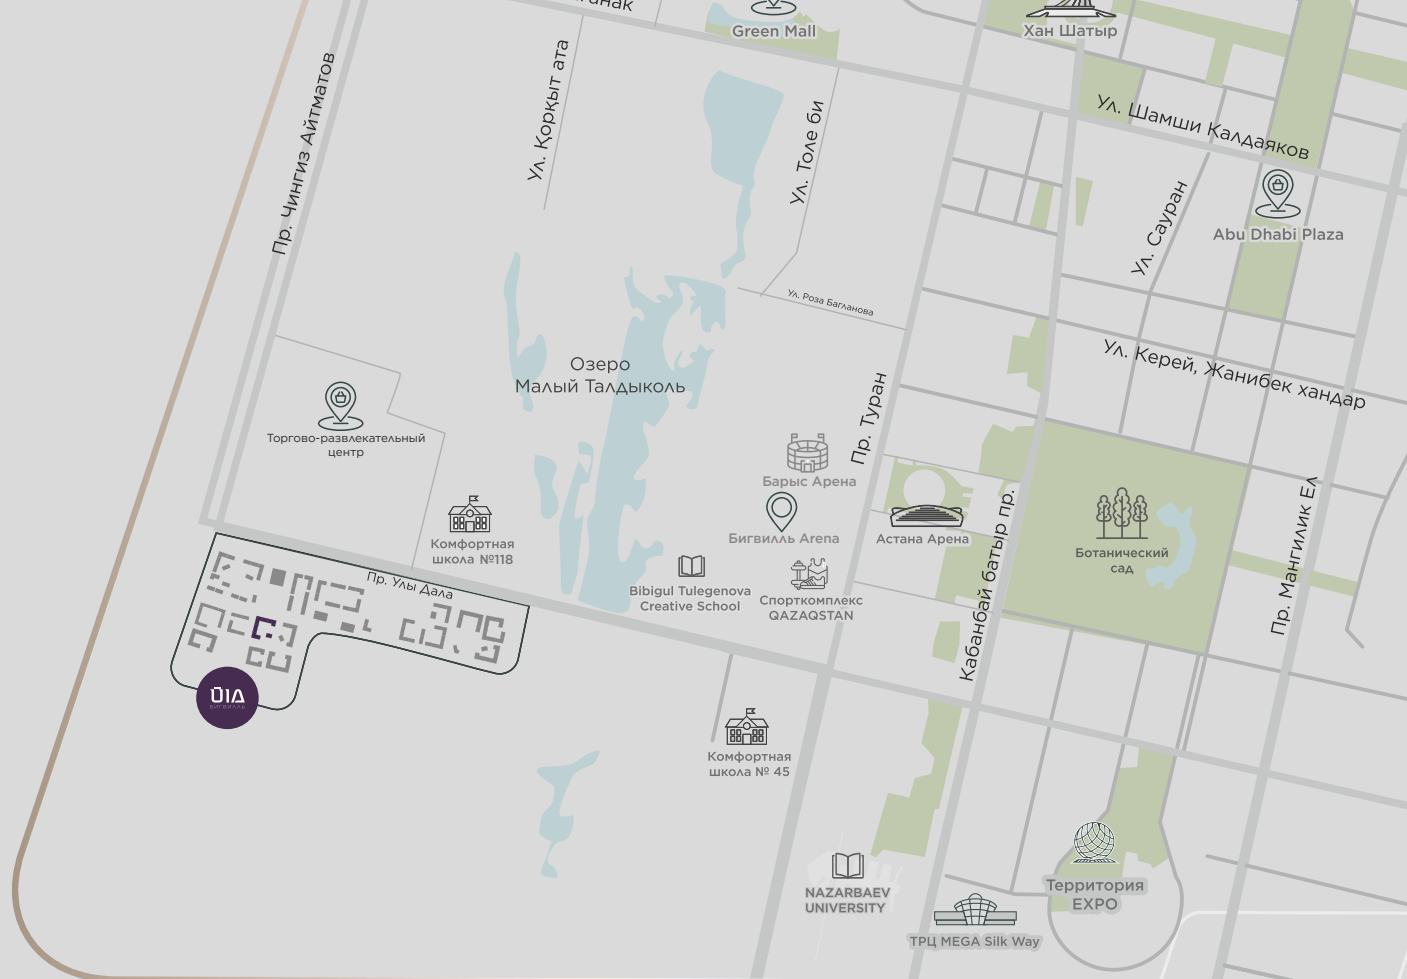 Green Mall
Хан Шатыр
Ул. Шамши Калдаяков
Пр. Чингиз Айтматов
Ул. Қорқыт ата
Ул. Толе би
Ул. Сауран
Abu Dhabi Plaza
Ул. Роза Багланова
Ул. Керей, Жанибек хандар
Озеро
Малый Талдыколь
Пр. Туран
Торгово-развлекательный
центр
Барыс Арена
Бигвилль Arena
Астана Арена
Кабанбай батыр пр.
Ботанический
сад
Пр. Мангилик Ел
Комфортная
школа №118
Пр. Улы Дала
Bibigul Tulegenova
Creative School
Спорткомплекс
QAZAQSTAN
ÚIA
БИГВИЛЛЬ
Комфортная
школа № 45
NAZARBAEV
UNIVERSITY
Территория
EXPO
ТРЦ MEGA Silk Way